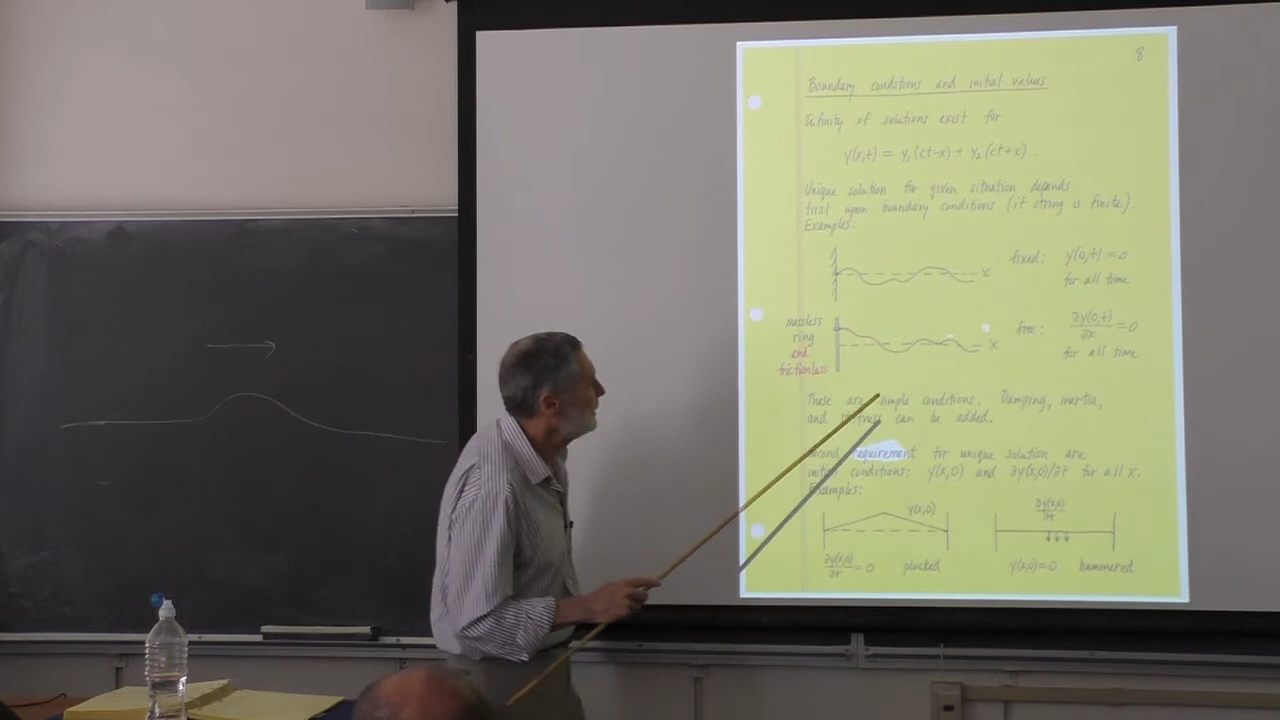 8
Boundary conditions and initial values
Infinity of solutions exist for
y(x,t) = y₁(ct-x) + y₂(ct+x).
Unique solution for given situation depends
first upon boundary conditions (if string is finite).
Examples:
x
fixed: y(0,t) = 0
for all time
massless
ring
and
frictionless
x
free: ∂y(0,t)/∂x = 0
for all time
These are simple conditions. Damping, inertia,
and stiffness can be added.
Second requirement for unique solution are
initial conditions: y(x,0) and ∂y(x,0)/∂t for all x.
Examples:
y(x,0)
∂y(x,0)/∂t
∂y(x,0)/∂t = 0 plucked
y(x,0) = 0 hammered